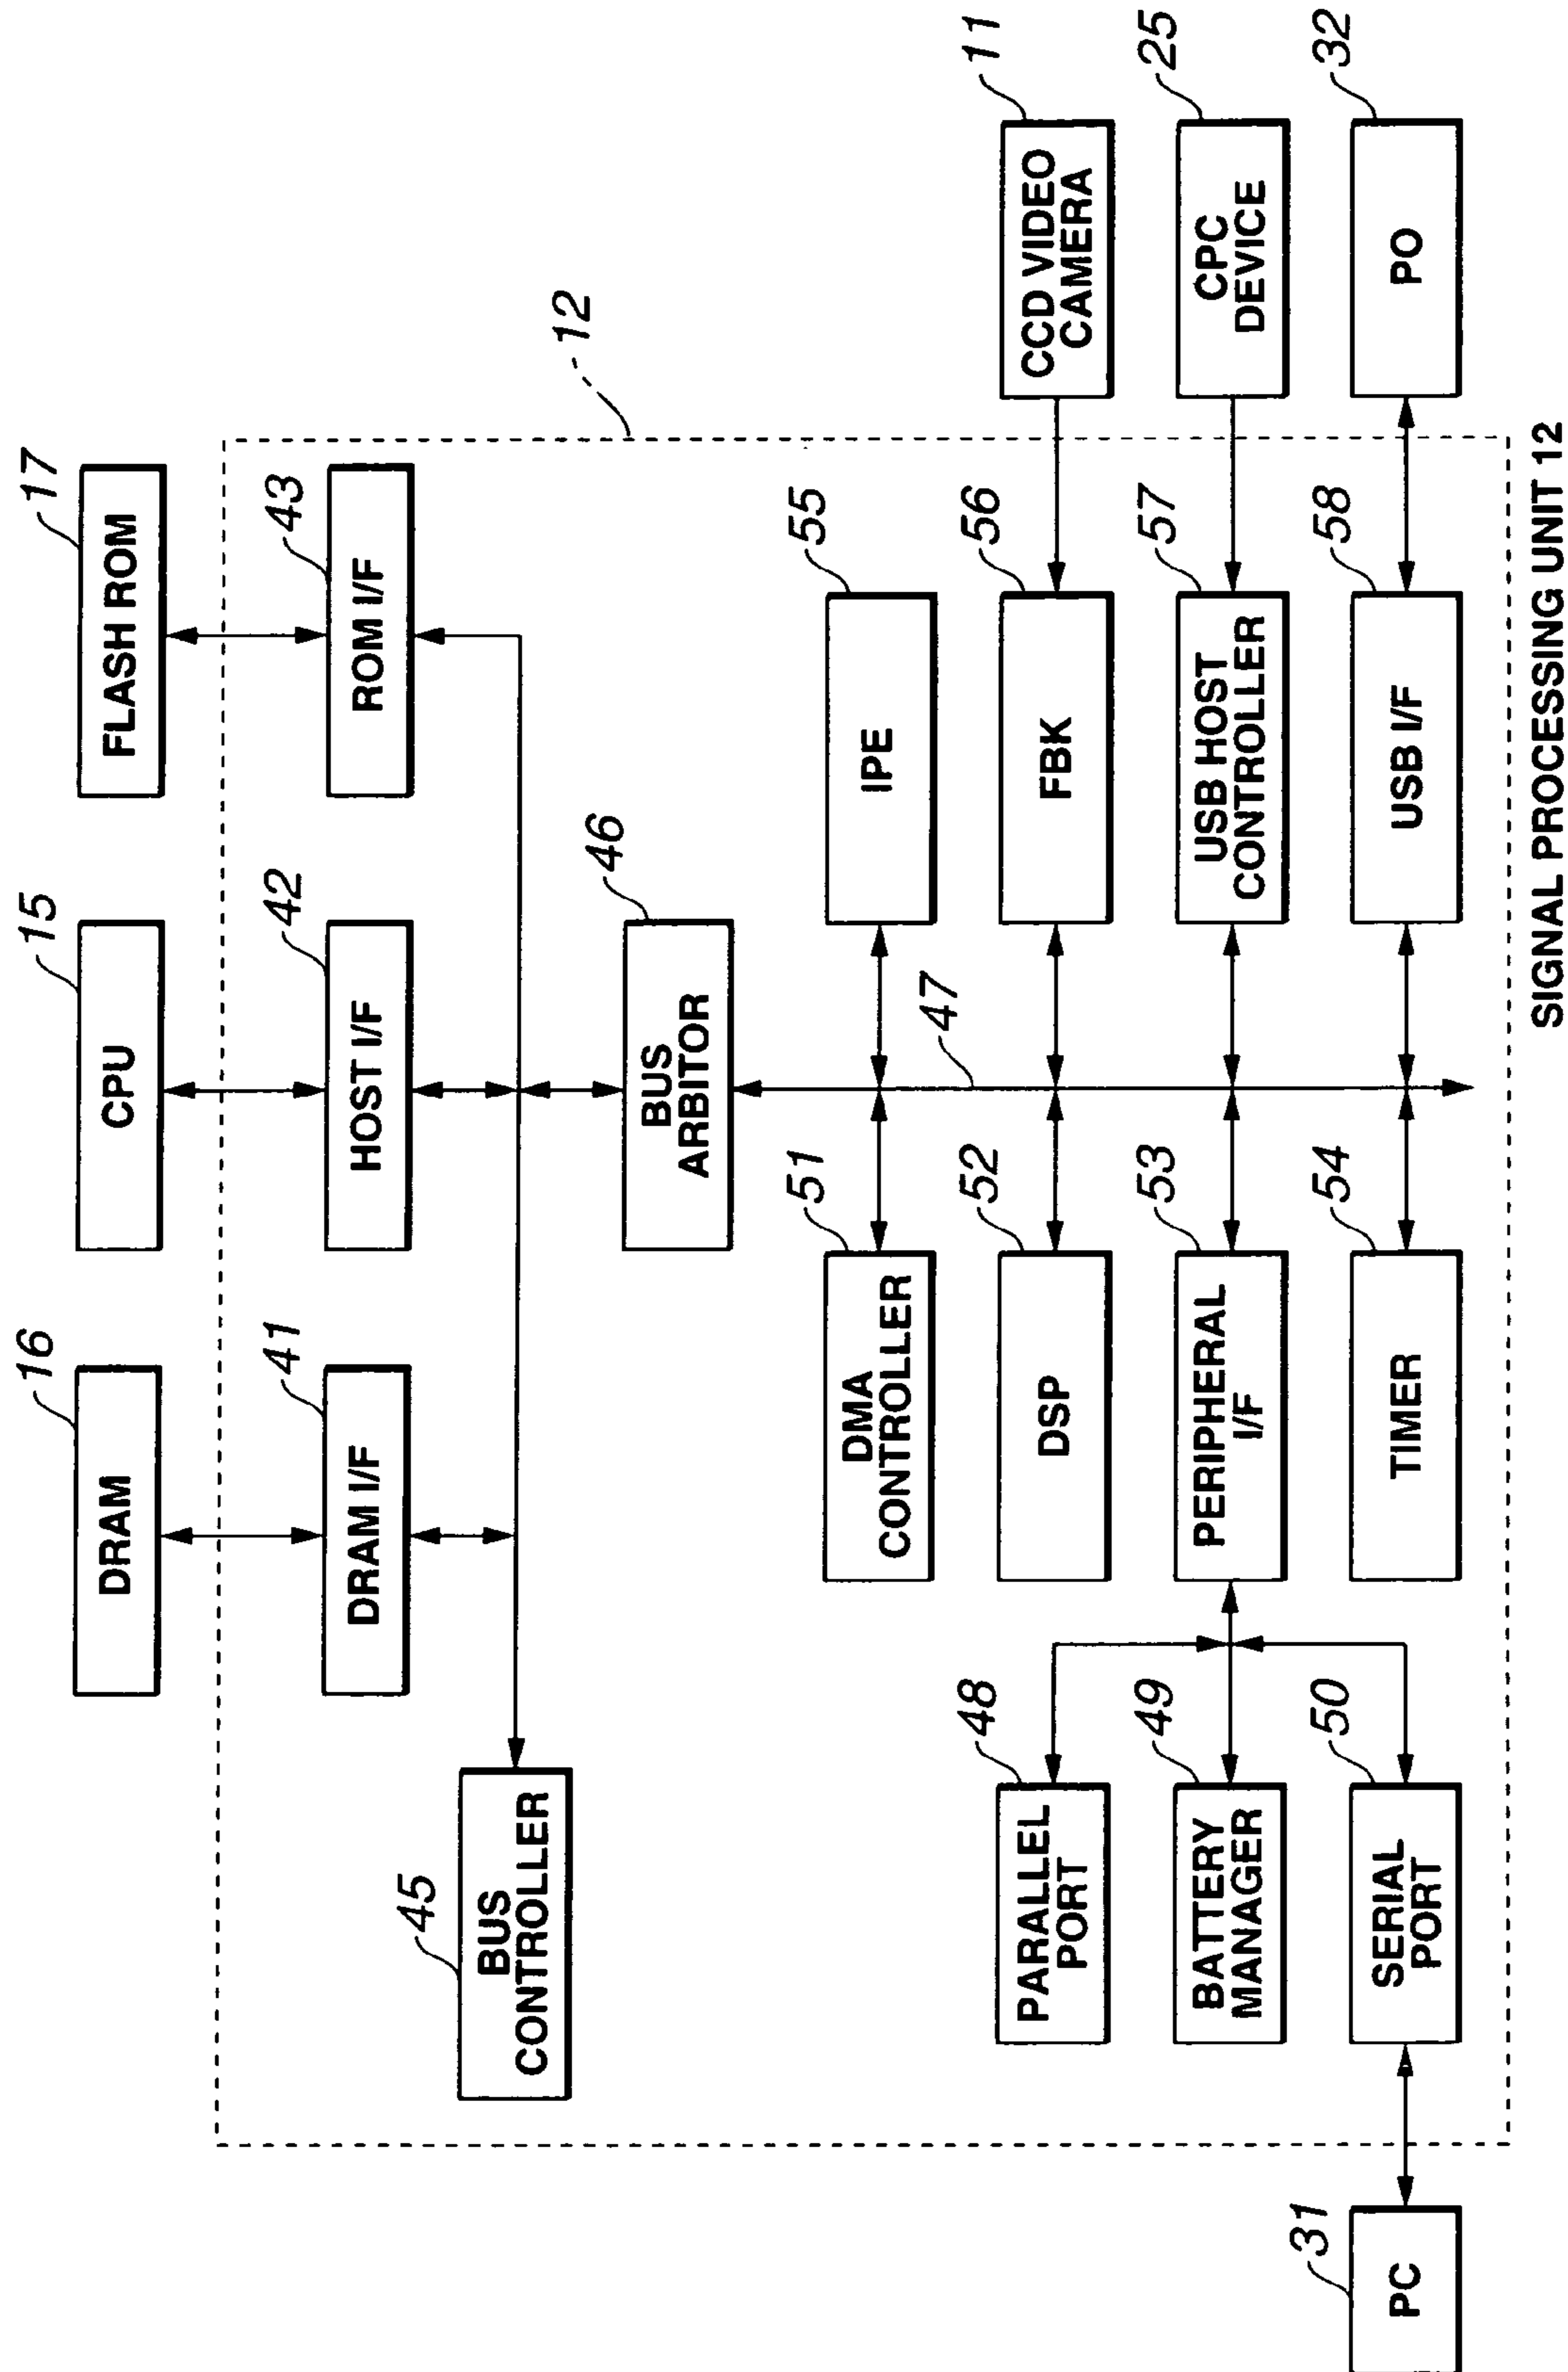 16
DRAM
15
CPU
17
FLASH ROM
41
DRAM I/F
42
HOST I/F
43
ROM I/F
12
45
BUS
CONTROLLER
46
BUS
ARBITOR
47
51
DMA
CONTROLLER
55
IPE
48
PARALLEL
PORT
52
DSP
56
FBK
11
CCD VIDEO
CAMERA
49
BATTERY
MANAGER
53
PERIPHERAL
I/F
57
USB HOST
CONTROLLER
25
CPC
DEVICE
31
PC
50
SERIAL
PORT
54
TIMER
58
USB I/F
32
PO
SIGNAL PROCESSING UNIT 12